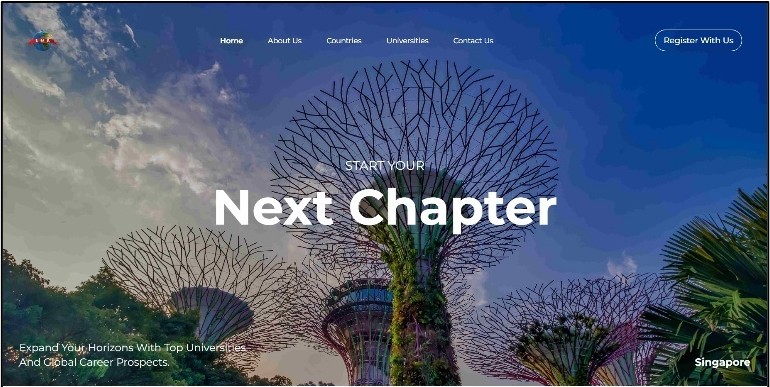 Home
About Us
Countries
Universities
Contact Us
Register With Us
START YOUR
Next Chapter
Expand Your Horizons With Top Universities
And Global Career Prospects.
Singapore